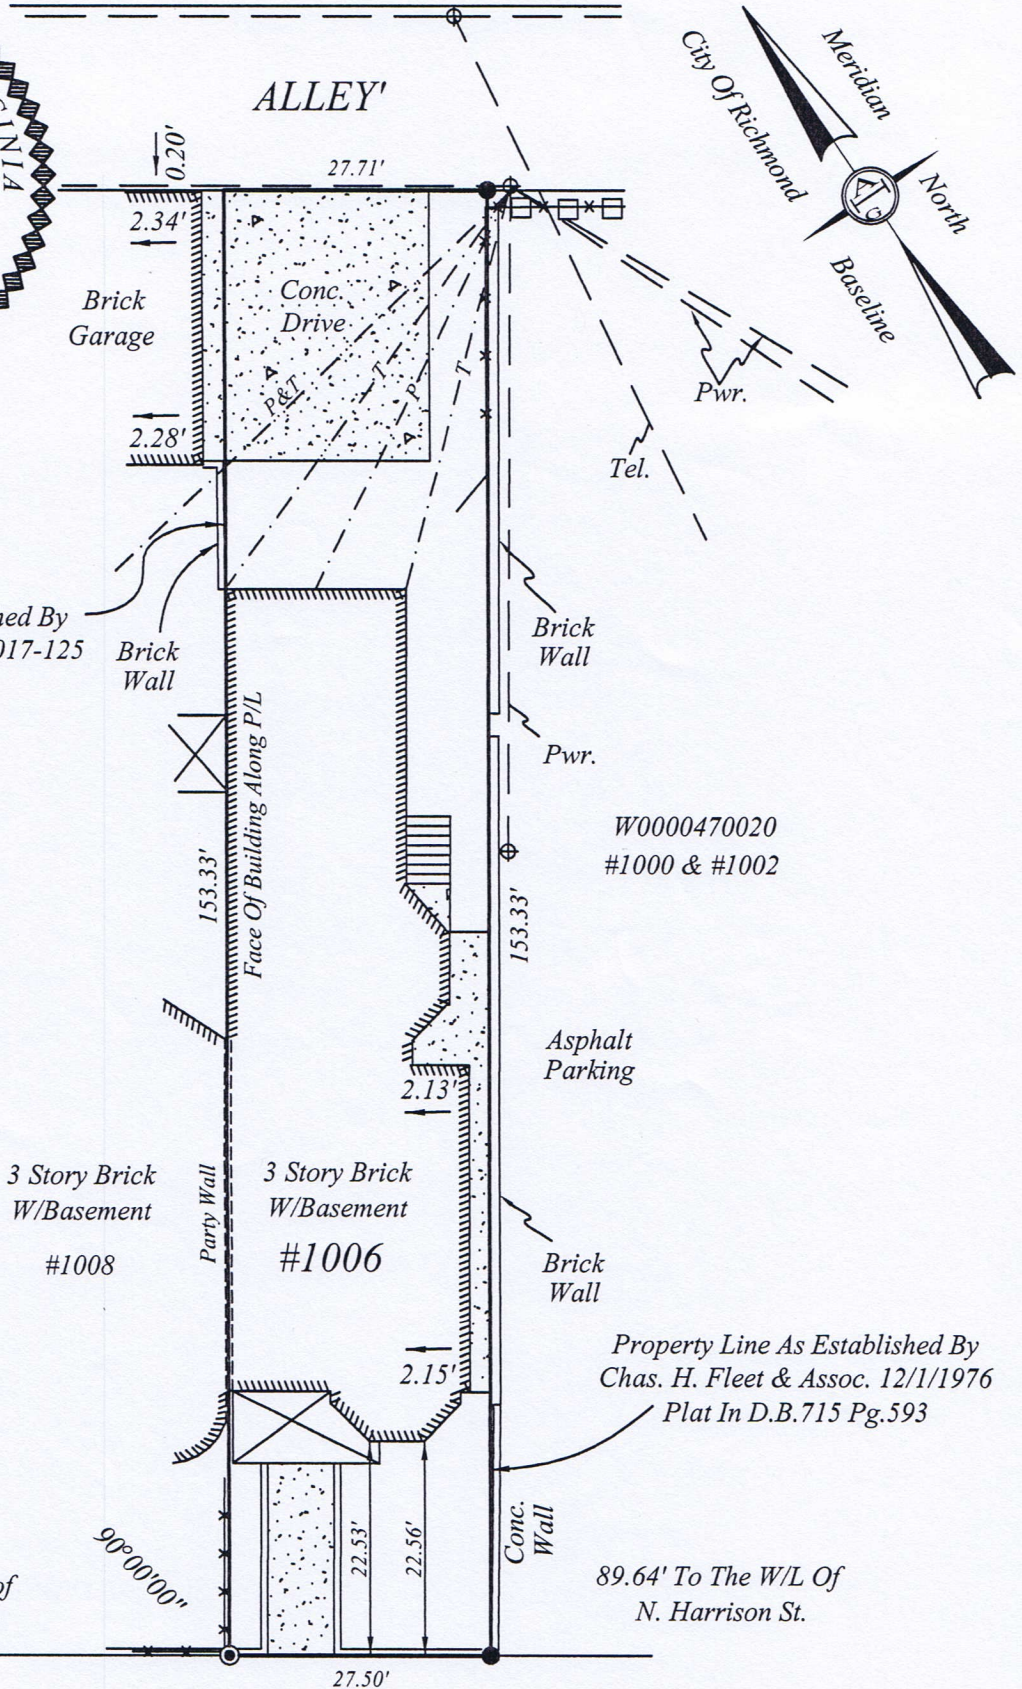 ALLEY'
Meridian
City Of Richmond
North
Baseline
0.20'
27.71'
2.34'
Brick
Garage
Conc.
Drive
P&T
T
P
T
Pwr.
2.28'
Tel.
By
Brick
Wall
Brick
Wall
Face Of Building Along P/L
Pwr.
W0000470020
#1000 & #1002
153.33'
153.33'
Asphalt
Parking
2.13'
3 Story Brick
W/Basement
#1008
Party Wall
3 Story Brick
W/Basement
#1006
Brick
Wall
2.15'
Property Line As Established By
Chas. H. Fleet & Assoc. 12/1/1976
Plat In D.B.715 Pg.593
22.53'
22.56'
Conc.
Wall
90°00'00"
89.64' To The W/L Of
N. Harrison St.
27.50'